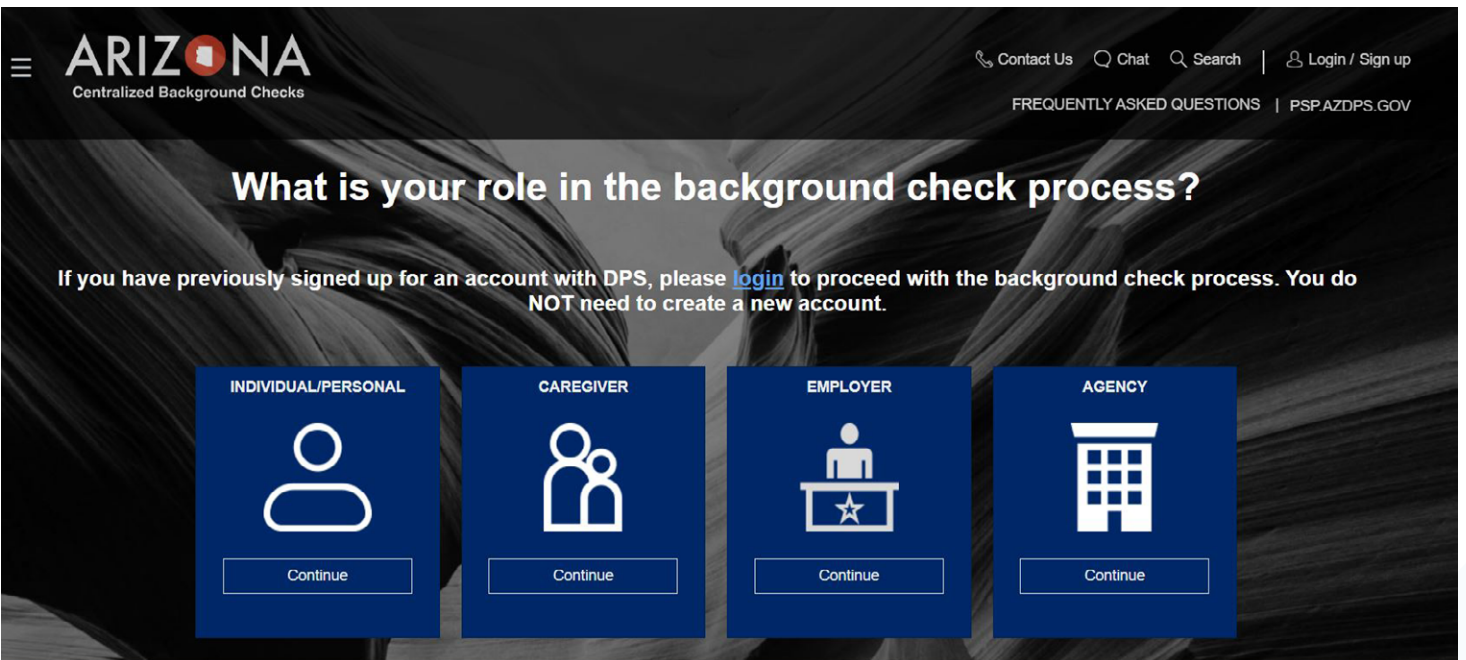 ARIZONA
Centralized Background Checks
Contact Us
Chat
Search
Login / Sign up
FREQUENTLY ASKED QUESTIONS | PSP.AZDPS.GOV
What is your role in the background check process?
If you have previously signed up for an account with DPS, please login to proceed with the background check process. You do
NOT need to create a new account.
INDIVIDUAL/PERSONAL
Continue
CAREGIVER
Continue
EMPLOYER
Continue
AGENCY
Continue